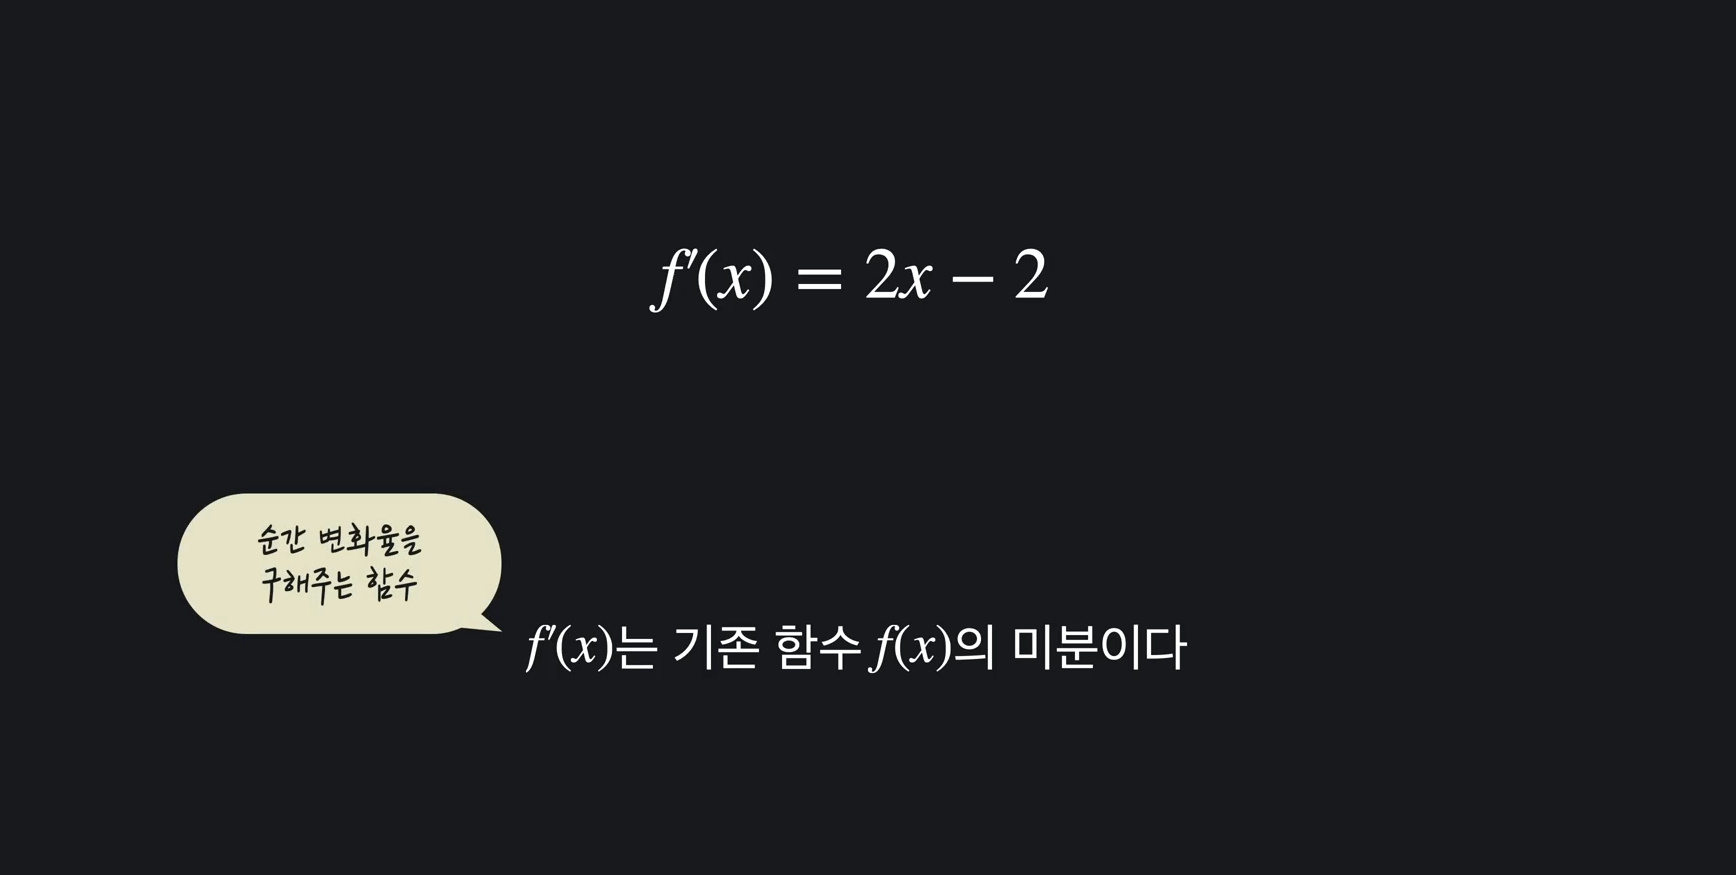 f′(x) = 2x − 2
순간 변화율을
구해주는 함수
f′(x)는 기존 함수 f(x)의 미분이다